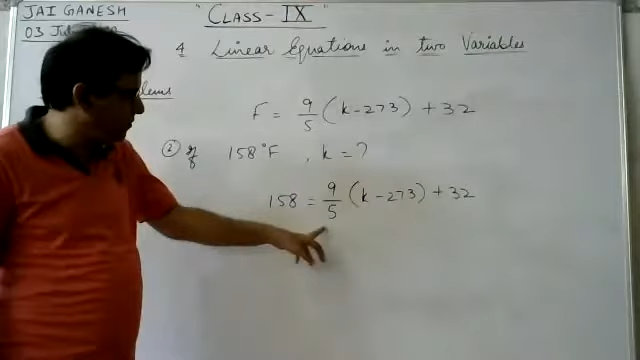 JAI GANESH
"CLASS-IX"
03
4 Linear Equations in two Variables
F = 9/5 (k-273) + 32
② If 158°F, k = ?
158 = 9/5 (k-273) + 32